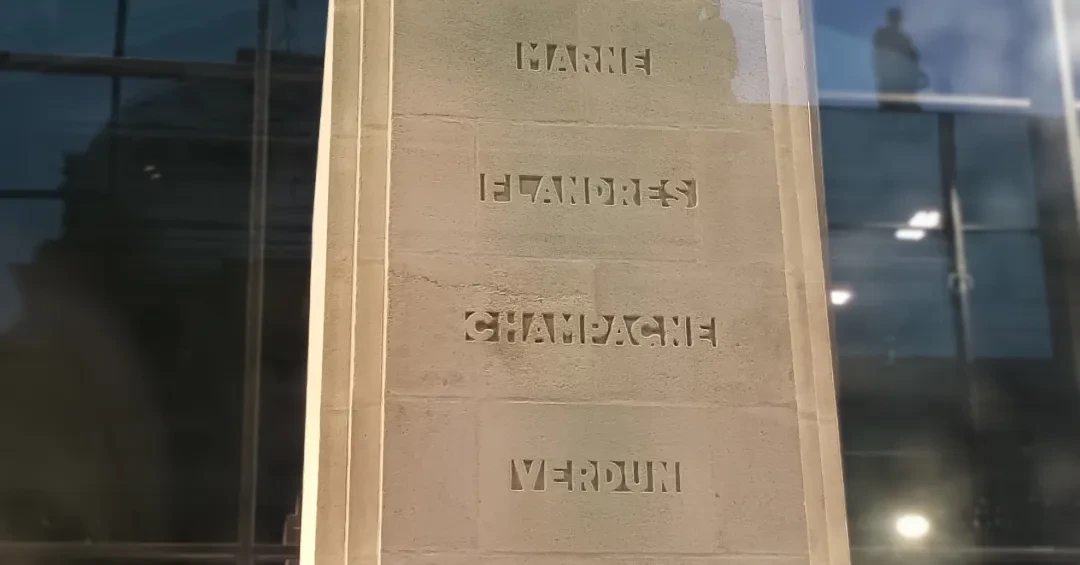 MARNE
FLANDRES
CHAMPAGNE
VERDUN